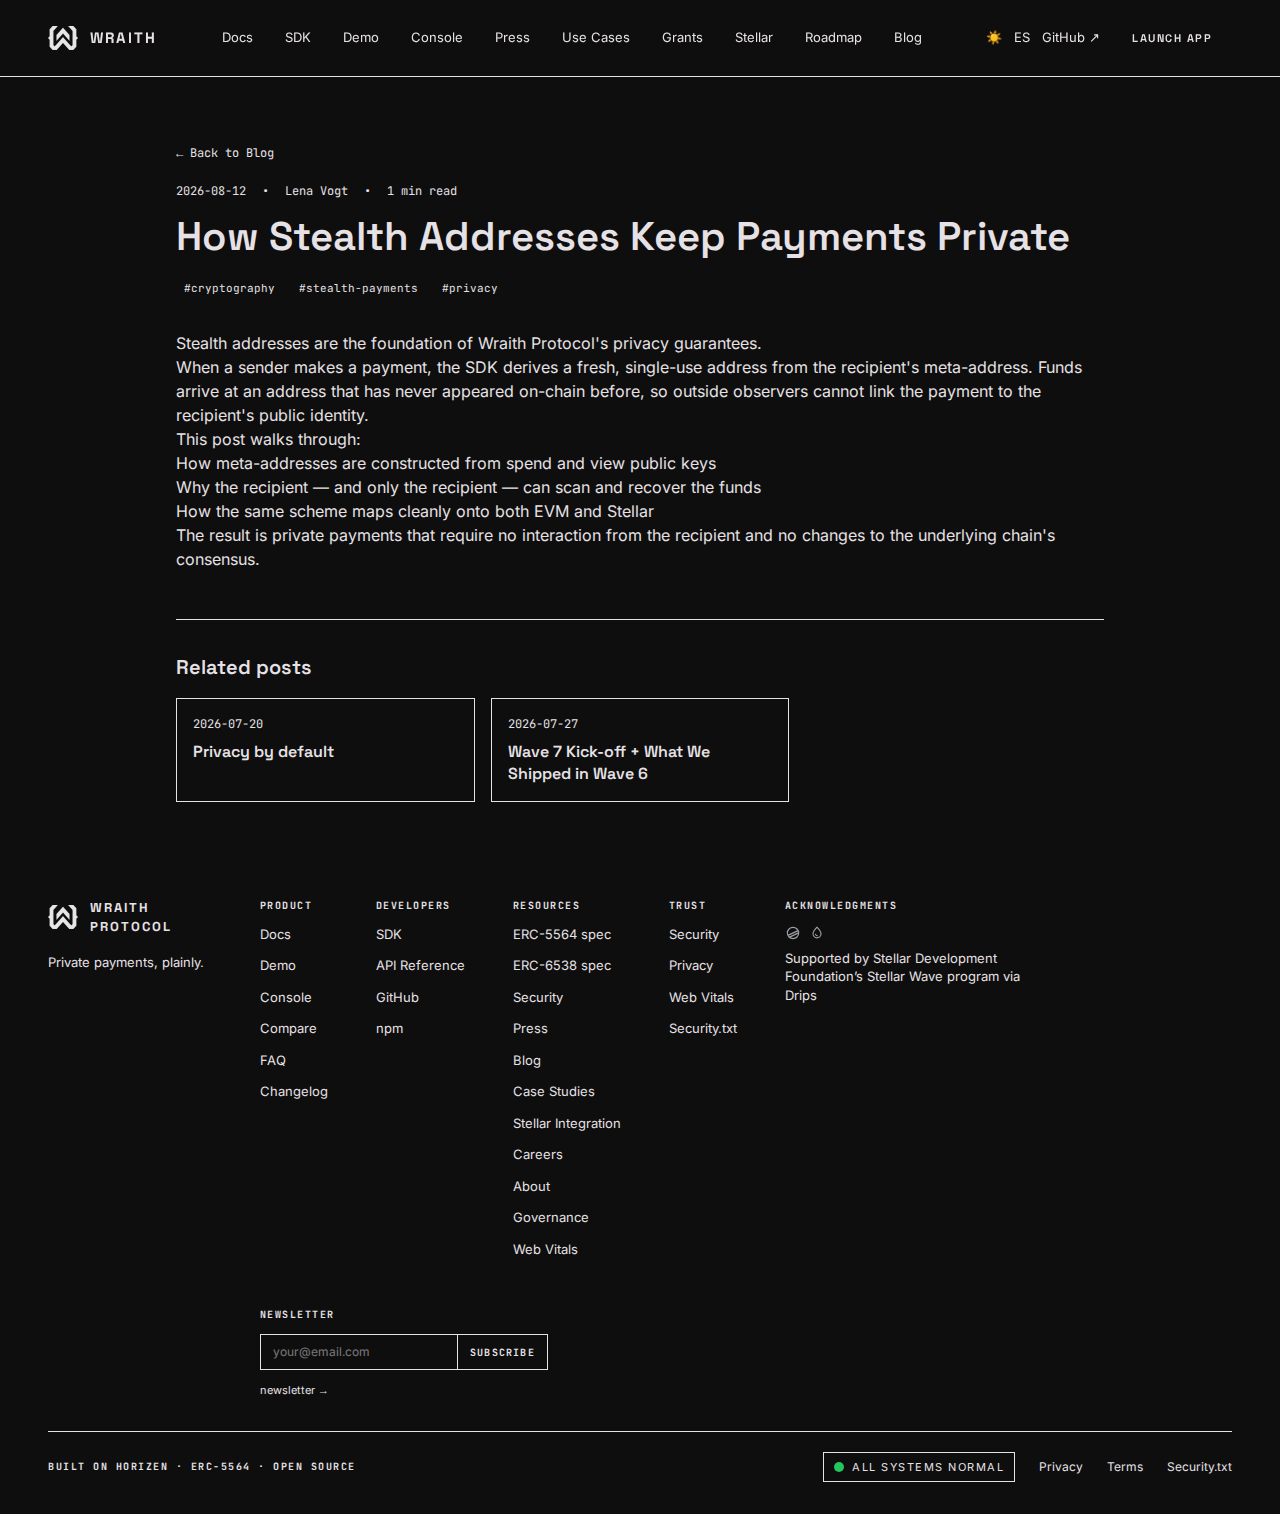 WRAITH
Docs SDK Demo Console Press Use Cases Grants Stellar Roadmap Blog
☀️ ES GitHub ↗ LAUNCH APP
← Back to Blog
2026-08-12 • Lena Vogt • 1 min read
How Stealth Addresses Keep Payments Private
#cryptography #stealth-payments #privacy
Stealth addresses are the foundation of Wraith Protocol's privacy guarantees.
When a sender makes a payment, the SDK derives a fresh, single-use address from the recipient's meta-address. Funds
arrive at an address that has never appeared on-chain before, so outside observers cannot link the payment to the
recipient's public identity.
This post walks through:
How meta-addresses are constructed from spend and view public keys
Why the recipient — and only the recipient — can scan and recover the funds
How the same scheme maps cleanly onto both EVM and Stellar
The result is private payments that require no interaction from the recipient and no changes to the underlying chain's
consensus.
Related posts
2026-07-20
Privacy by default
2026-07-27
Wave 7 Kick-off + What We
Shipped in Wave 6
WRAITH
PROTOCOL
Private payments, plainly.
PRODUCT
Docs
Demo
Console
Compare
FAQ
Changelog
DEVELOPERS
SDK
API Reference
GitHub
npm
RESOURCES
ERC-5564 spec
ERC-6538 spec
Security
Press
Blog
Case Studies
Stellar Integration
Careers
About
Governance
Web Vitals
TRUST
Security
Privacy
Web Vitals
Security.txt
ACKNOWLEDGMENTS
Supported by Stellar Development
Foundation’s Stellar Wave program via
Drips
NEWSLETTER
your@email.com SUBSCRIBE
newsletter →
BUILT ON HORIZEN · ERC-5564 · OPEN SOURCE
ALL SYSTEMS NORMAL Privacy Terms Security.txt